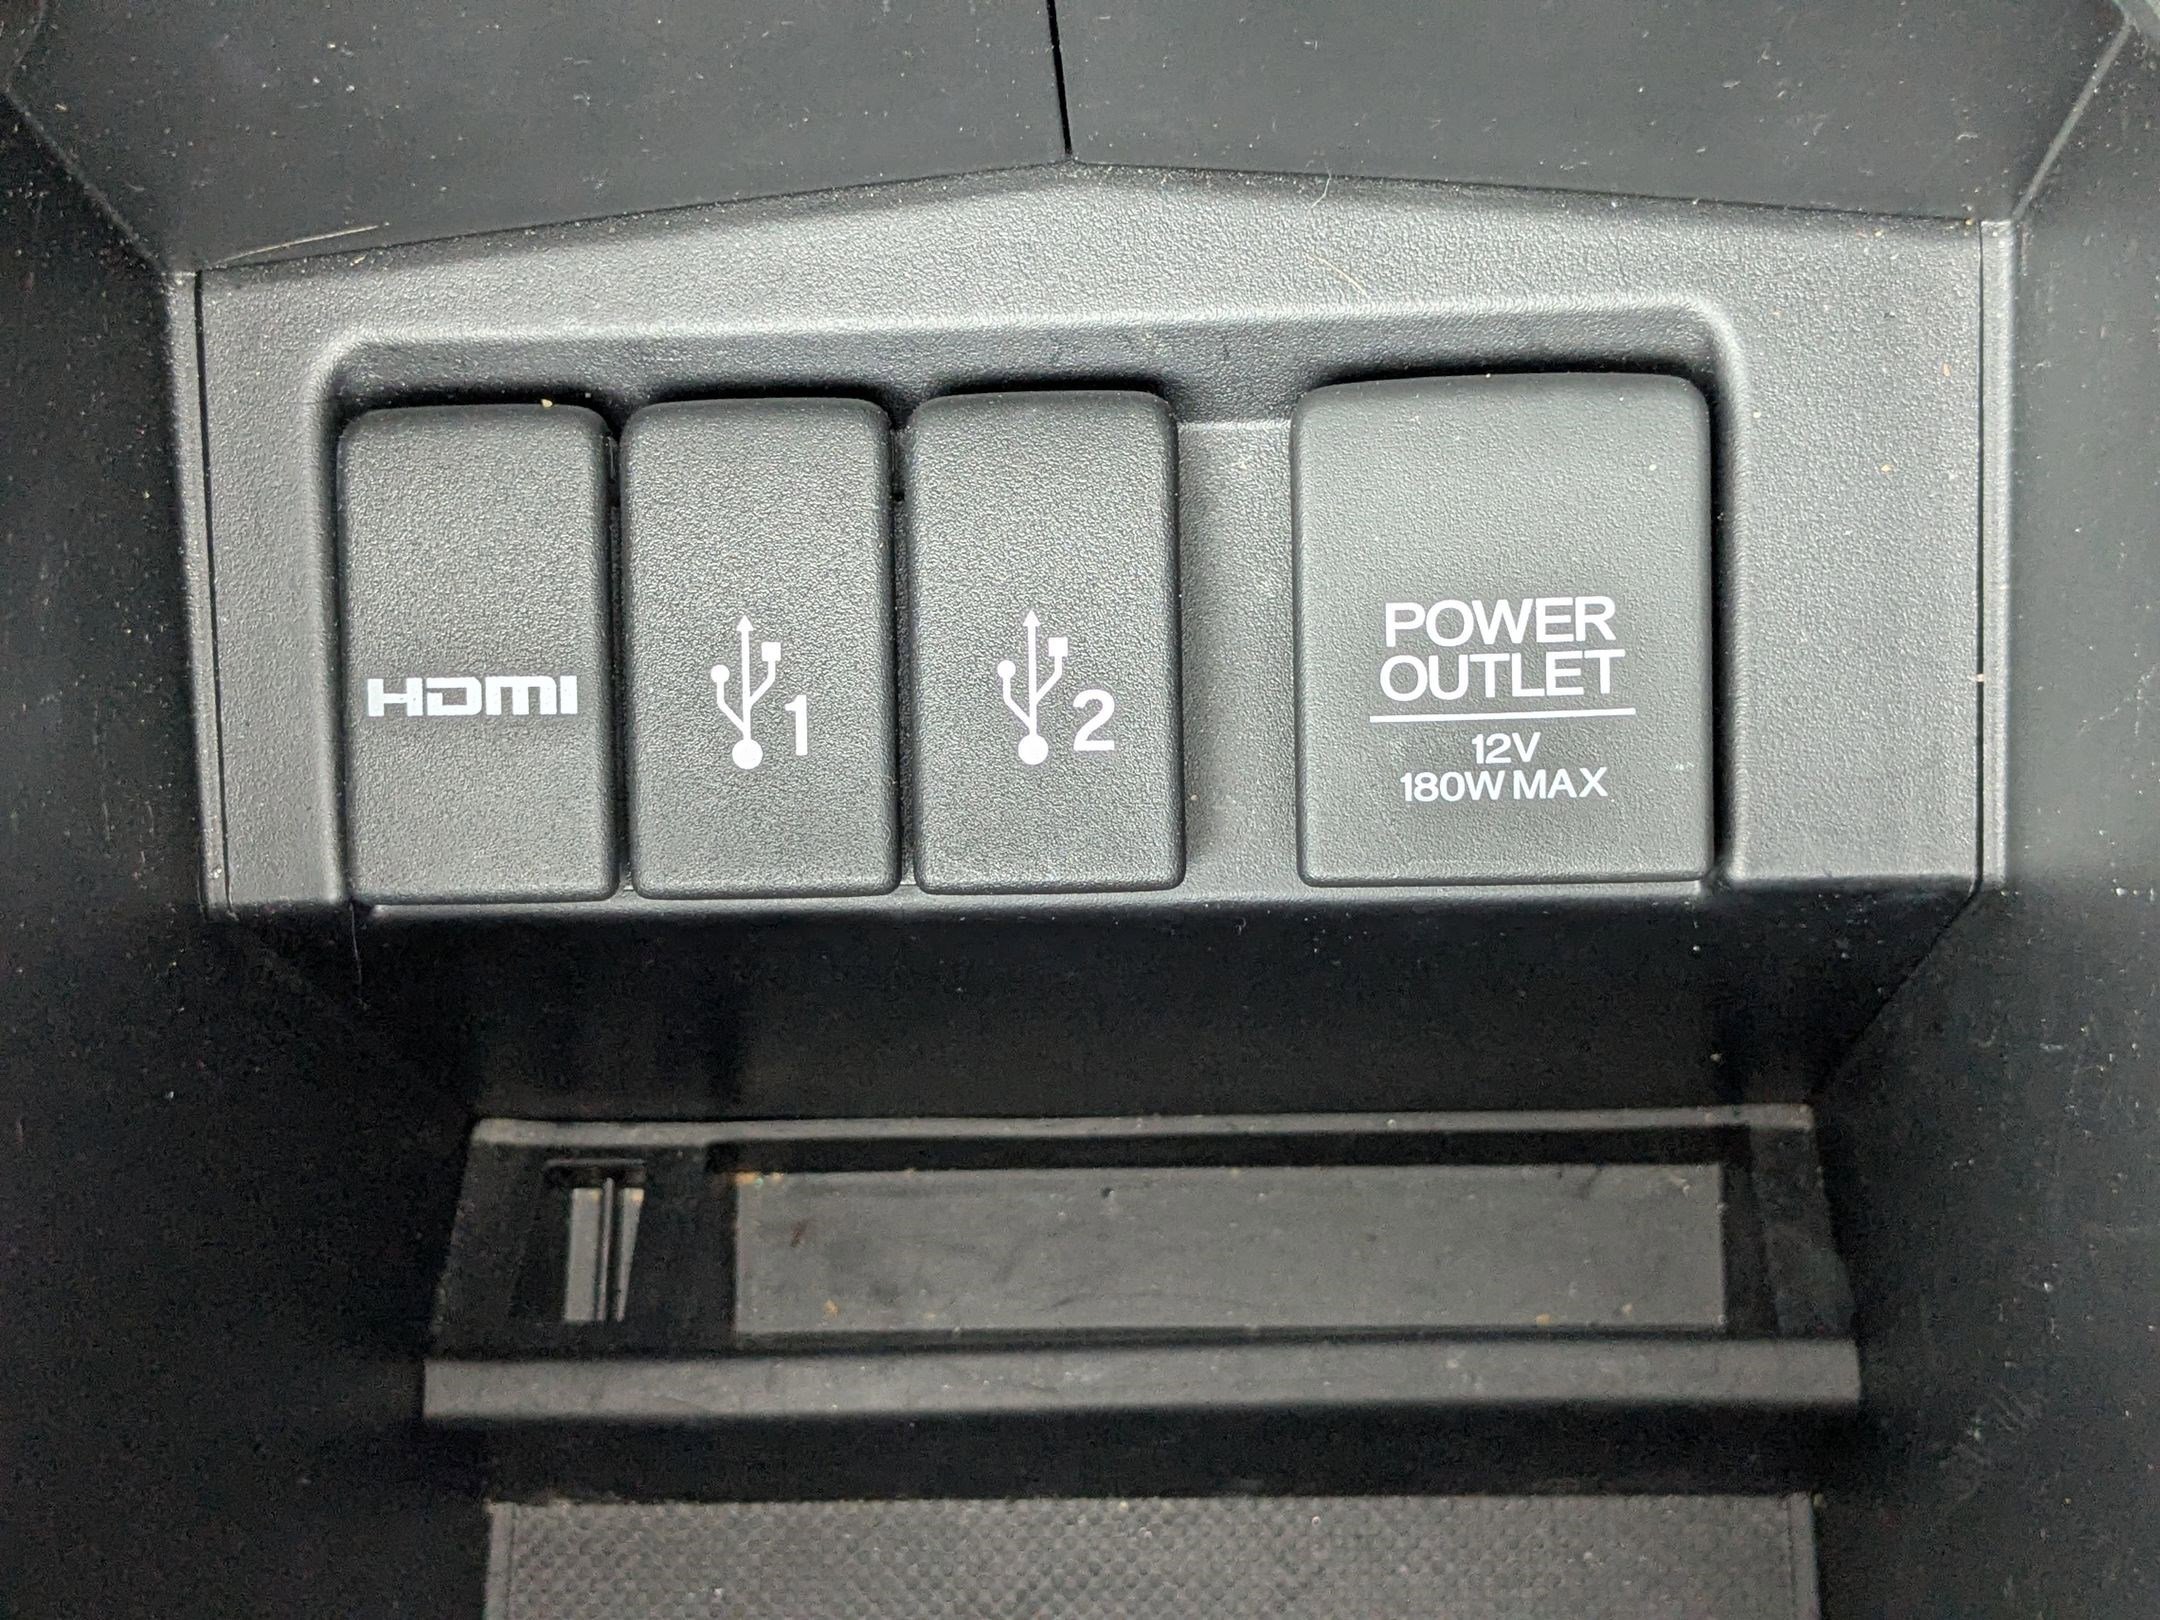 HDMI
1
2
POWER
OUTLET
12V
180W MAX